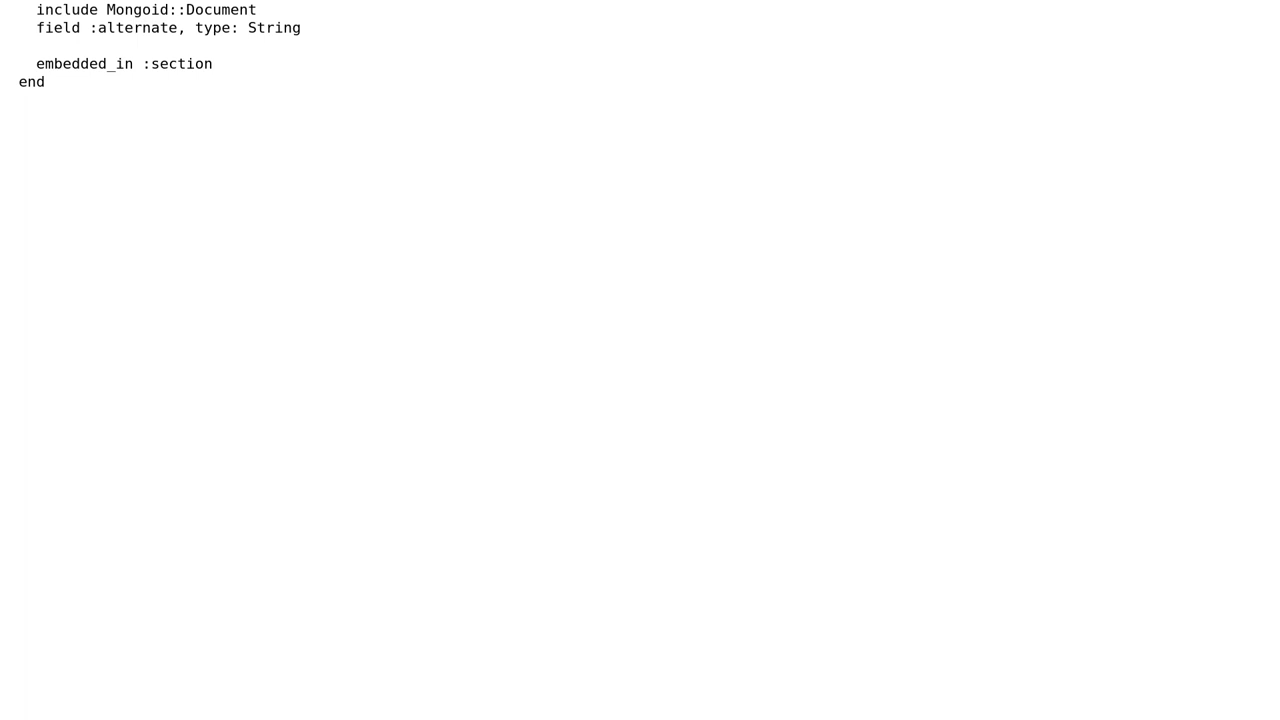 include Mongoid::Document
  field :alternate, type: String

  embedded_in :section
end